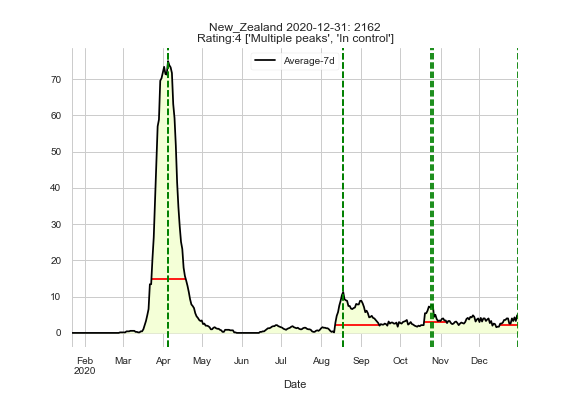 New_Zealand 2020-12-31: 2162
Rating:4 ['Multiple peaks', 'In control']
Average-7d
70
60
50
40
30
20
10
0
Feb Mar Apr May Jun Jul Aug Sep Oct Nov Dec
2020
Date